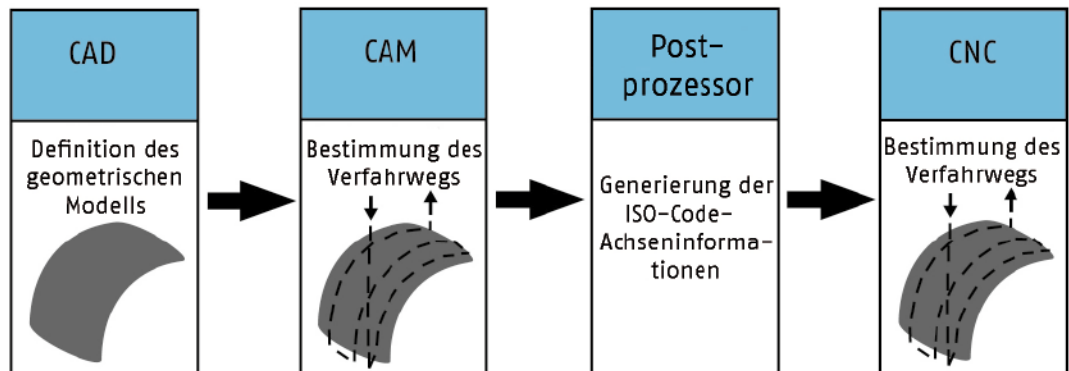 CAD
Definition des
geometrischen
Modells
CAM
Bestimmung des
Verfahrwegs
Post-
prozessor
Generierung der
ISO-Code-
Achseninforma-
tionen
CNC
Bestimmung des
Verfahrwegs